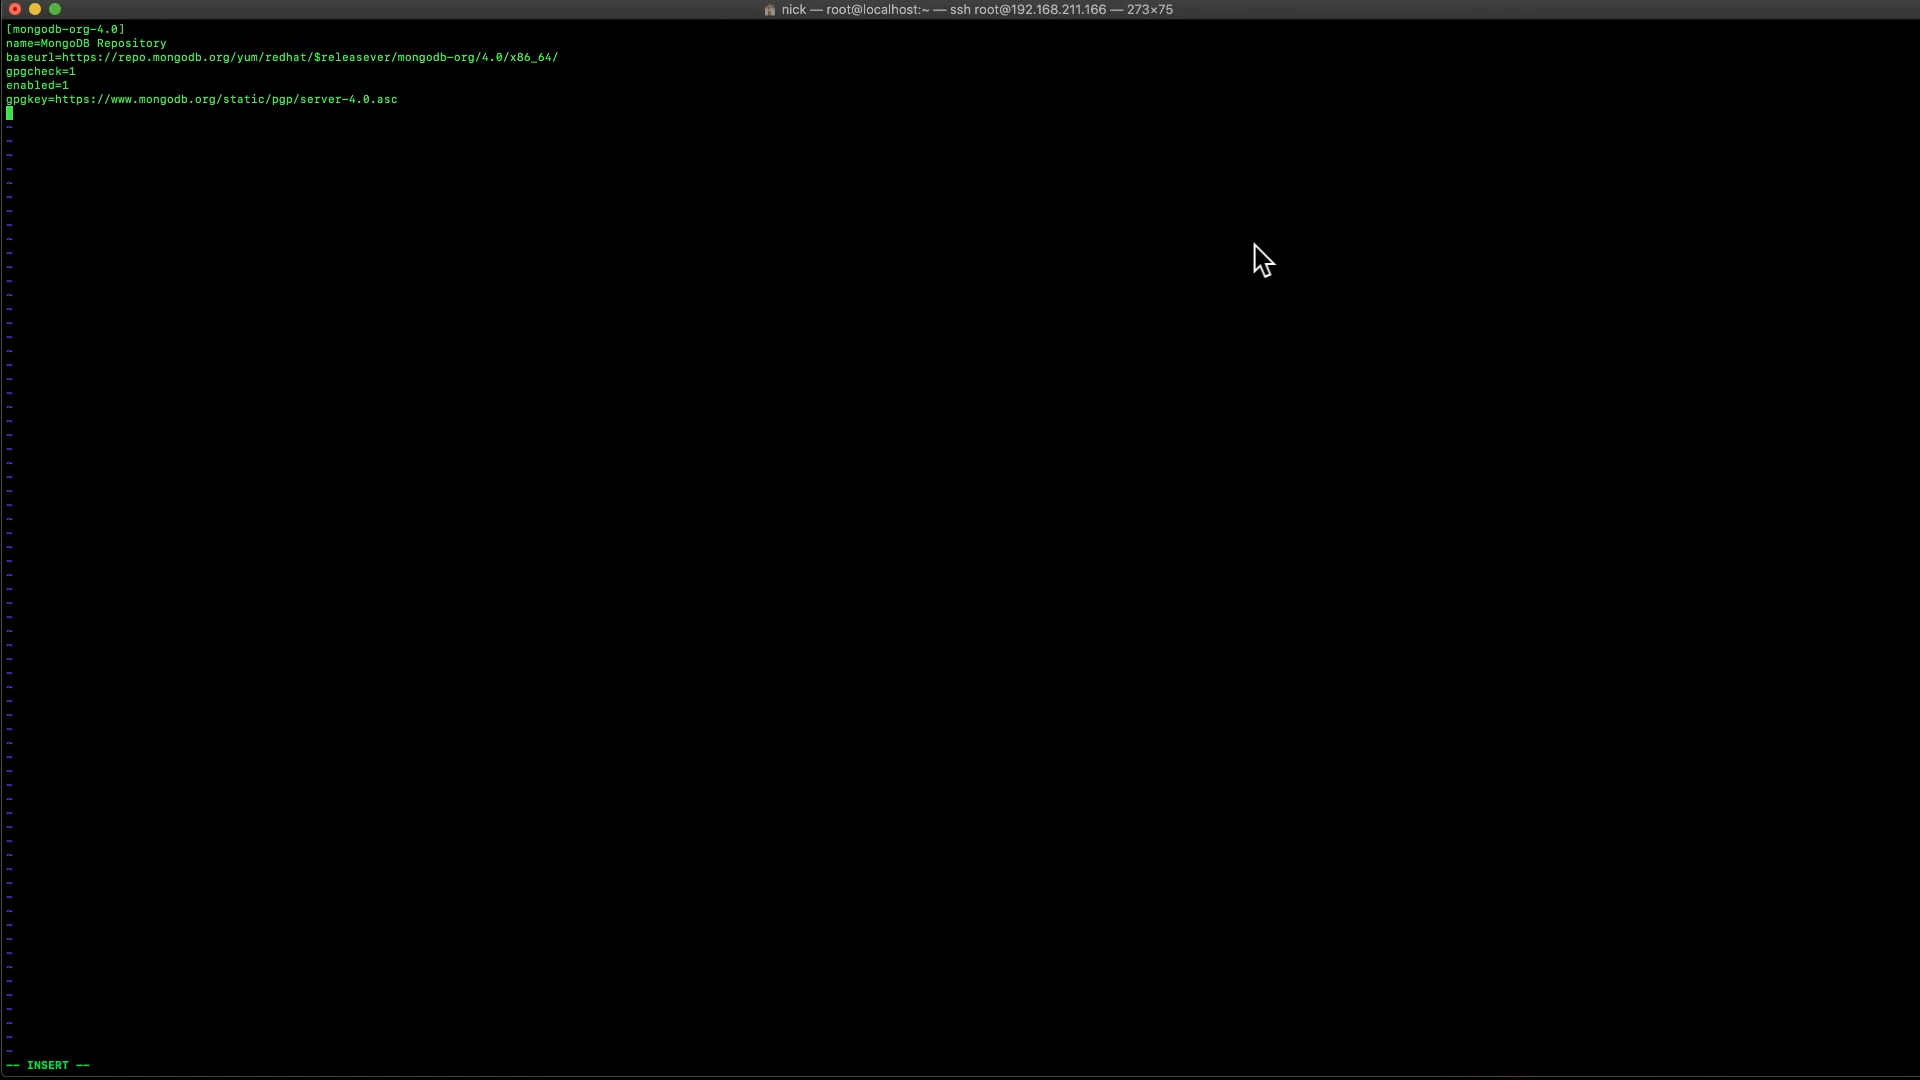 nick — root@localhost:~ — ssh root@192.168.211.166 — 273×75
[mongodb-org-4.0]
name=MongoDB Repository
baseurl=https://repo.mongodb.org/yum/redhat/$releasever/mongodb-org/4.0/x86_64/
gpgcheck=1
enabled=1
gpgkey=https://www.mongodb.org/static/pgp/server-4.0.asc
-- INSERT --